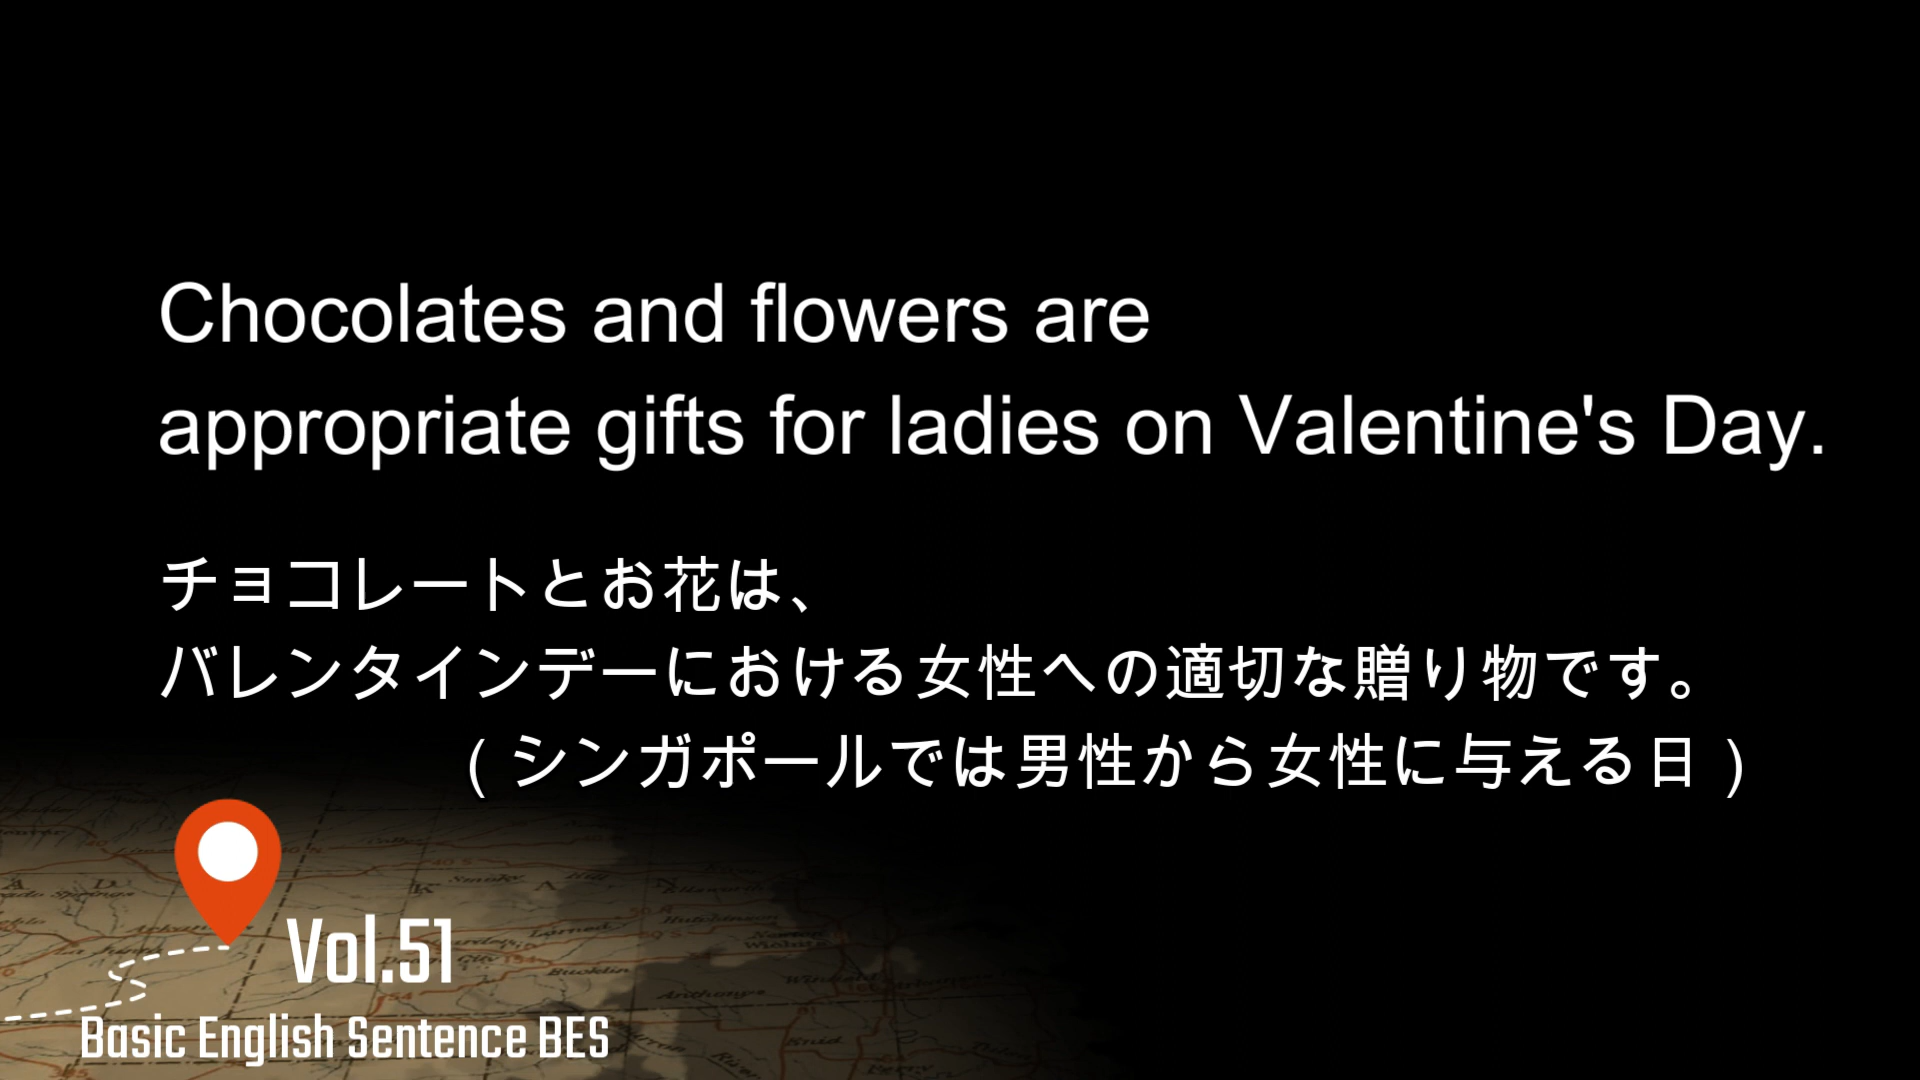 Chocolates and flowers are
appropriate gifts for ladies on Valentine's Day.
チョコレートとお花は、
バレンタインデーにおける女性への適切な贈り物です。
( シンガポールでは男性から女性に与える日 )
Vol.51
Basic English Sentence BES